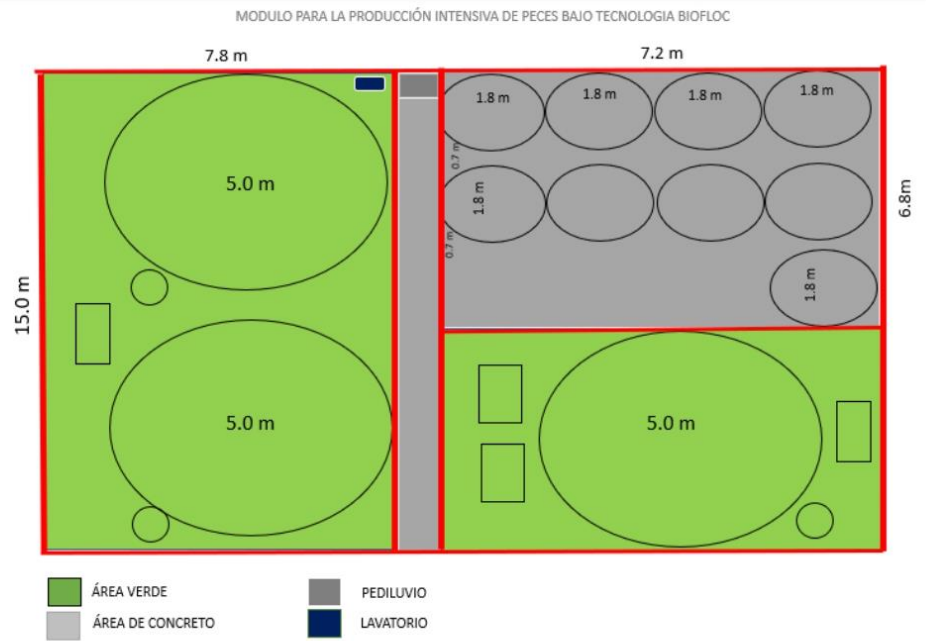 MODULO PARA LA PRODUCCIÓN INTENSIVA DE PECES BAJO TECNOLOGIA BIOFLOC
7.8 m
7.2 m
1.8 m
1.8 m
1.8 m
1.8 m
0.7 m
5.0 m
1.8 m
6.8m
0.7 m
15.0 m
1.8 m
5.0 m
5.0 m
ÁREA VERDE
PEDILUVIO
ÁREA DE CONCRETO
LAVATORIO